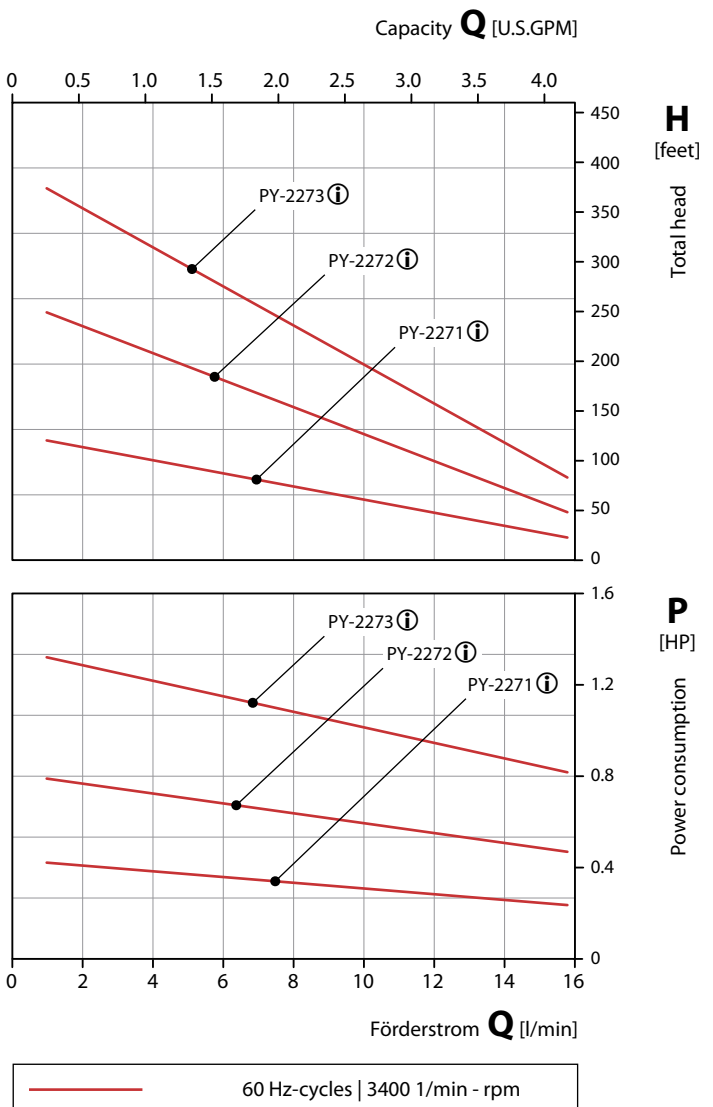 Capacity Q [U.S.GPM]
0 0.5 1.0 1.5 2.0 2.5 3.0 3.5 4.0
450
H
[feet]
Total head
400
350
300
250
200
150
100
50
0
PY-2273 i
PY-2272 i
PY-2271 i
1.6
P
[HP]
Power consumption
1.2
0.8
0.4
0
PY-2273 i
PY-2272 i
PY-2271 i
0 2 4 6 8 10 12 14 16
Förderstrom Q [l/min]
60 Hz-cycles | 3400 1/min - rpm